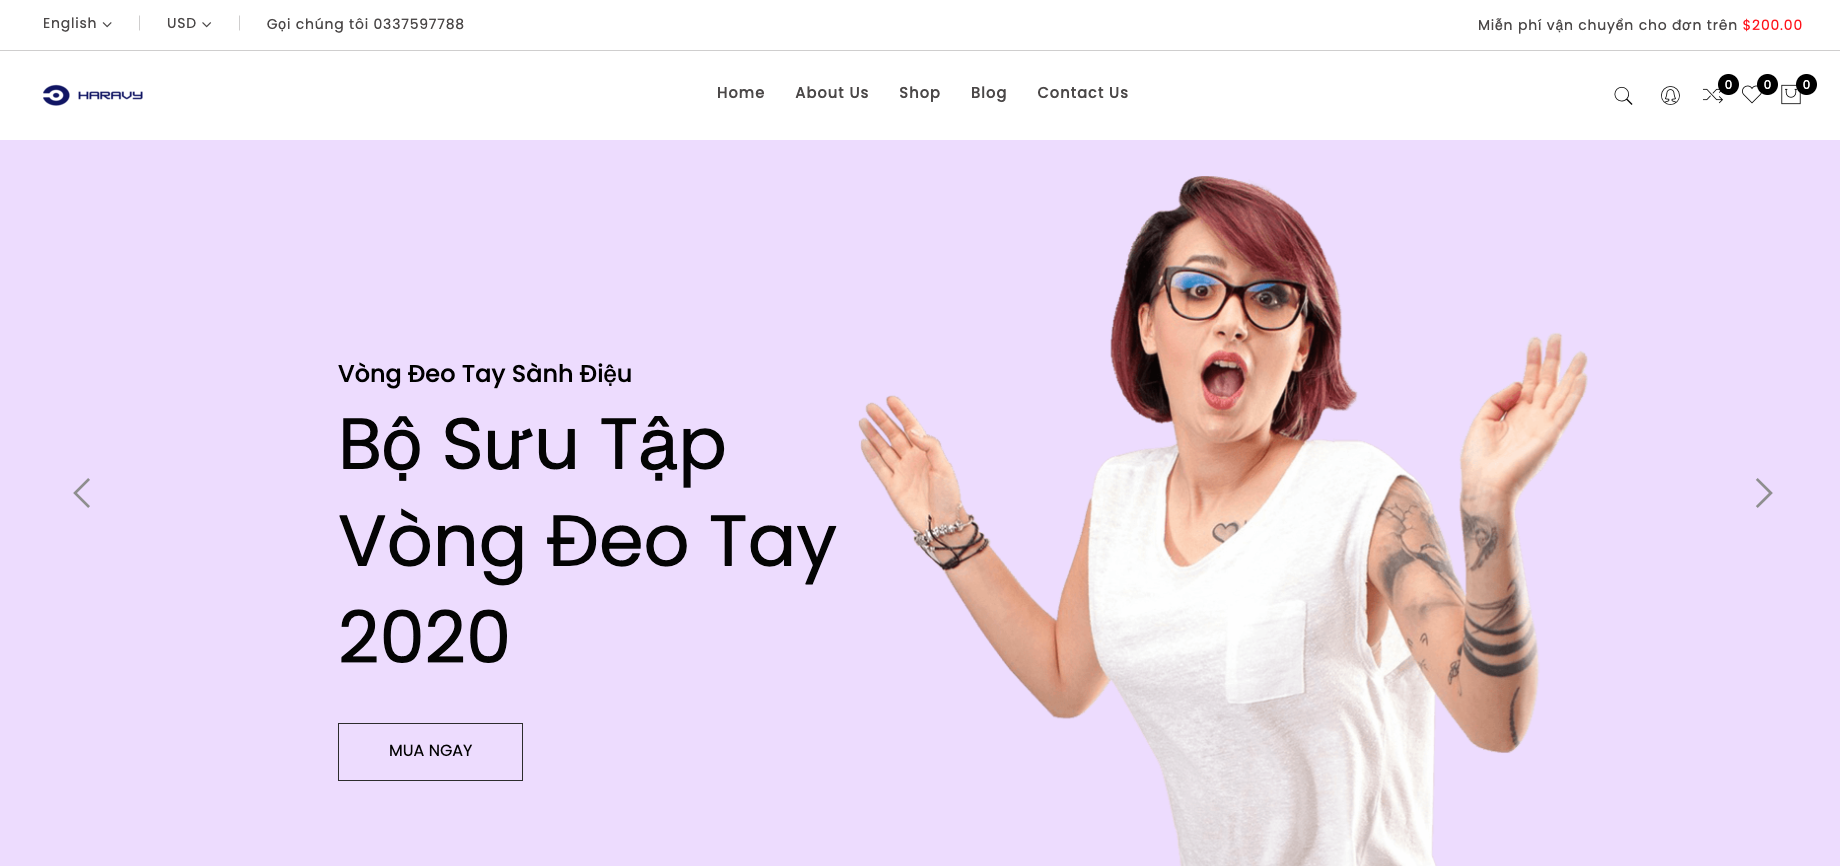 English
USD
Gọi chúng tôi 0337597788
Miễn phí vận chuyển cho đơn trên $200.00
HARAVY
Home
About Us
Shop
Blog
Contact Us
0
0
0
Vòng Đeo Tay Sành Điệu
Bộ Sưu Tập
Vòng Đeo Tay
2020
MUA NGAY